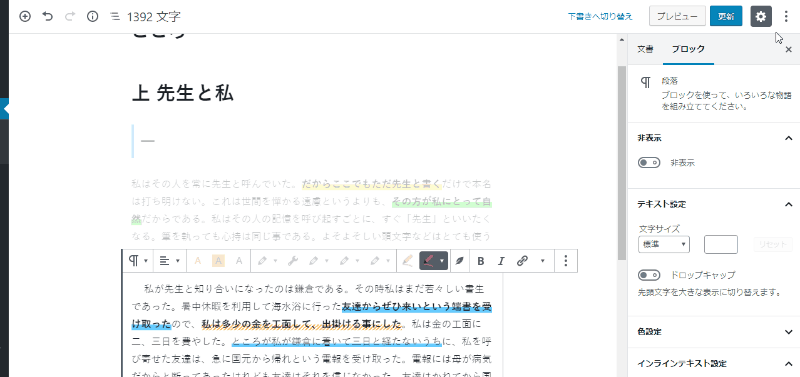 1392 文字
下書きへ切り替え
プレビュー
更新
上 先生と私
一
私はその人を常に先生と呼んでいた。だからここでもただ先生と書くだけで本名
は打ち明けない。これは世間を憚かる遠慮というよりも、その方が私にとって自
然だからである。私はその人の記憶を呼び起すごとに、すぐ「先生」といいたく
なる。筆を執っても心持は同じ事である。よそよそしい頭文字などはとても使う
A A A
B I
私が先生と知り合いになったのは鎌倉である。その時私はまだ若々しい書生
であった。暑中休暇を利用して海水浴に行った友達からぜひ来いという端書を受
け取ったので、私は多少の金を工面して、出掛ける事にした。私は金の工面に
二、三日を費やした。ところが私が鎌倉に着いて三日と経たないうちに、私を呼
び寄せた友達は、急に国元から帰れという電報を受け取った。電報には母が病気
だからと断ってあったけれども友達はそれを信じなかった。友達はかねてから国
文書
ブロック
段落
ブロックを使って、いろいろな物語
を組み立ててください。
非表示
非表示
テキスト設定
文字サイズ
標準
リセット
ドロップキャップ
先頭文字を大きな表示に切り替えます。
色設定
インラインテキスト設定